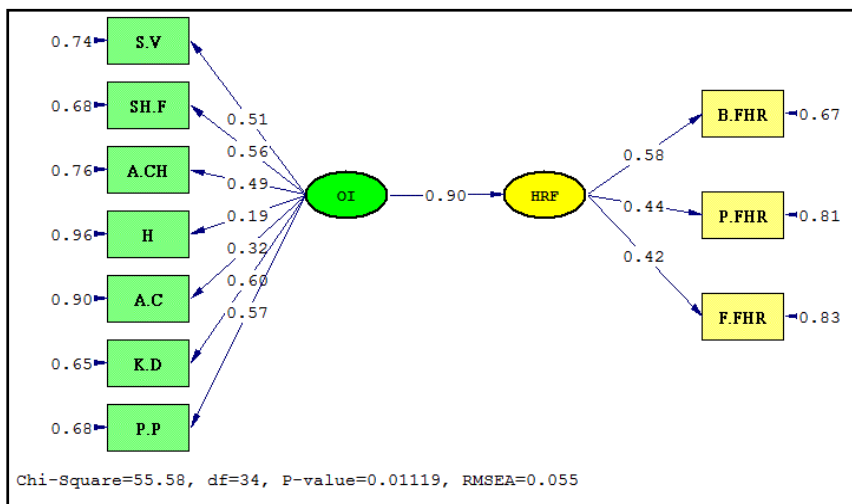 0.74 S.V
0.51
0.68 SH.F
0.56
B.FHR 0.67
0.58
0.76 A.CH
0.49
OI 0.90 HRF
0.44 P.FHR 0.81
0.19
0.96 H
0.32
0.42
0.90 A.C
0.60
0.57
F.FHR 0.83
0.65 K.D
0.68 P.P
Chi-Square=55.58, df=34, P-value=0.01119, RMSEA=0.055